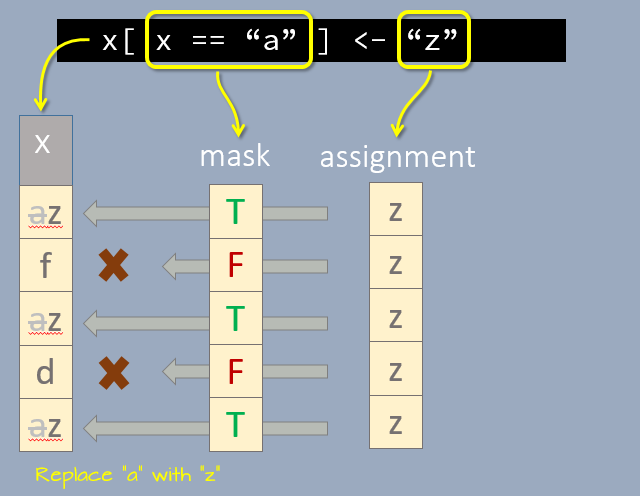 x[ x == “a” ] <- “z”
x
mask
assignment
az T z
f F z
az T z
d F z
az T z
Replace "a" with "z"